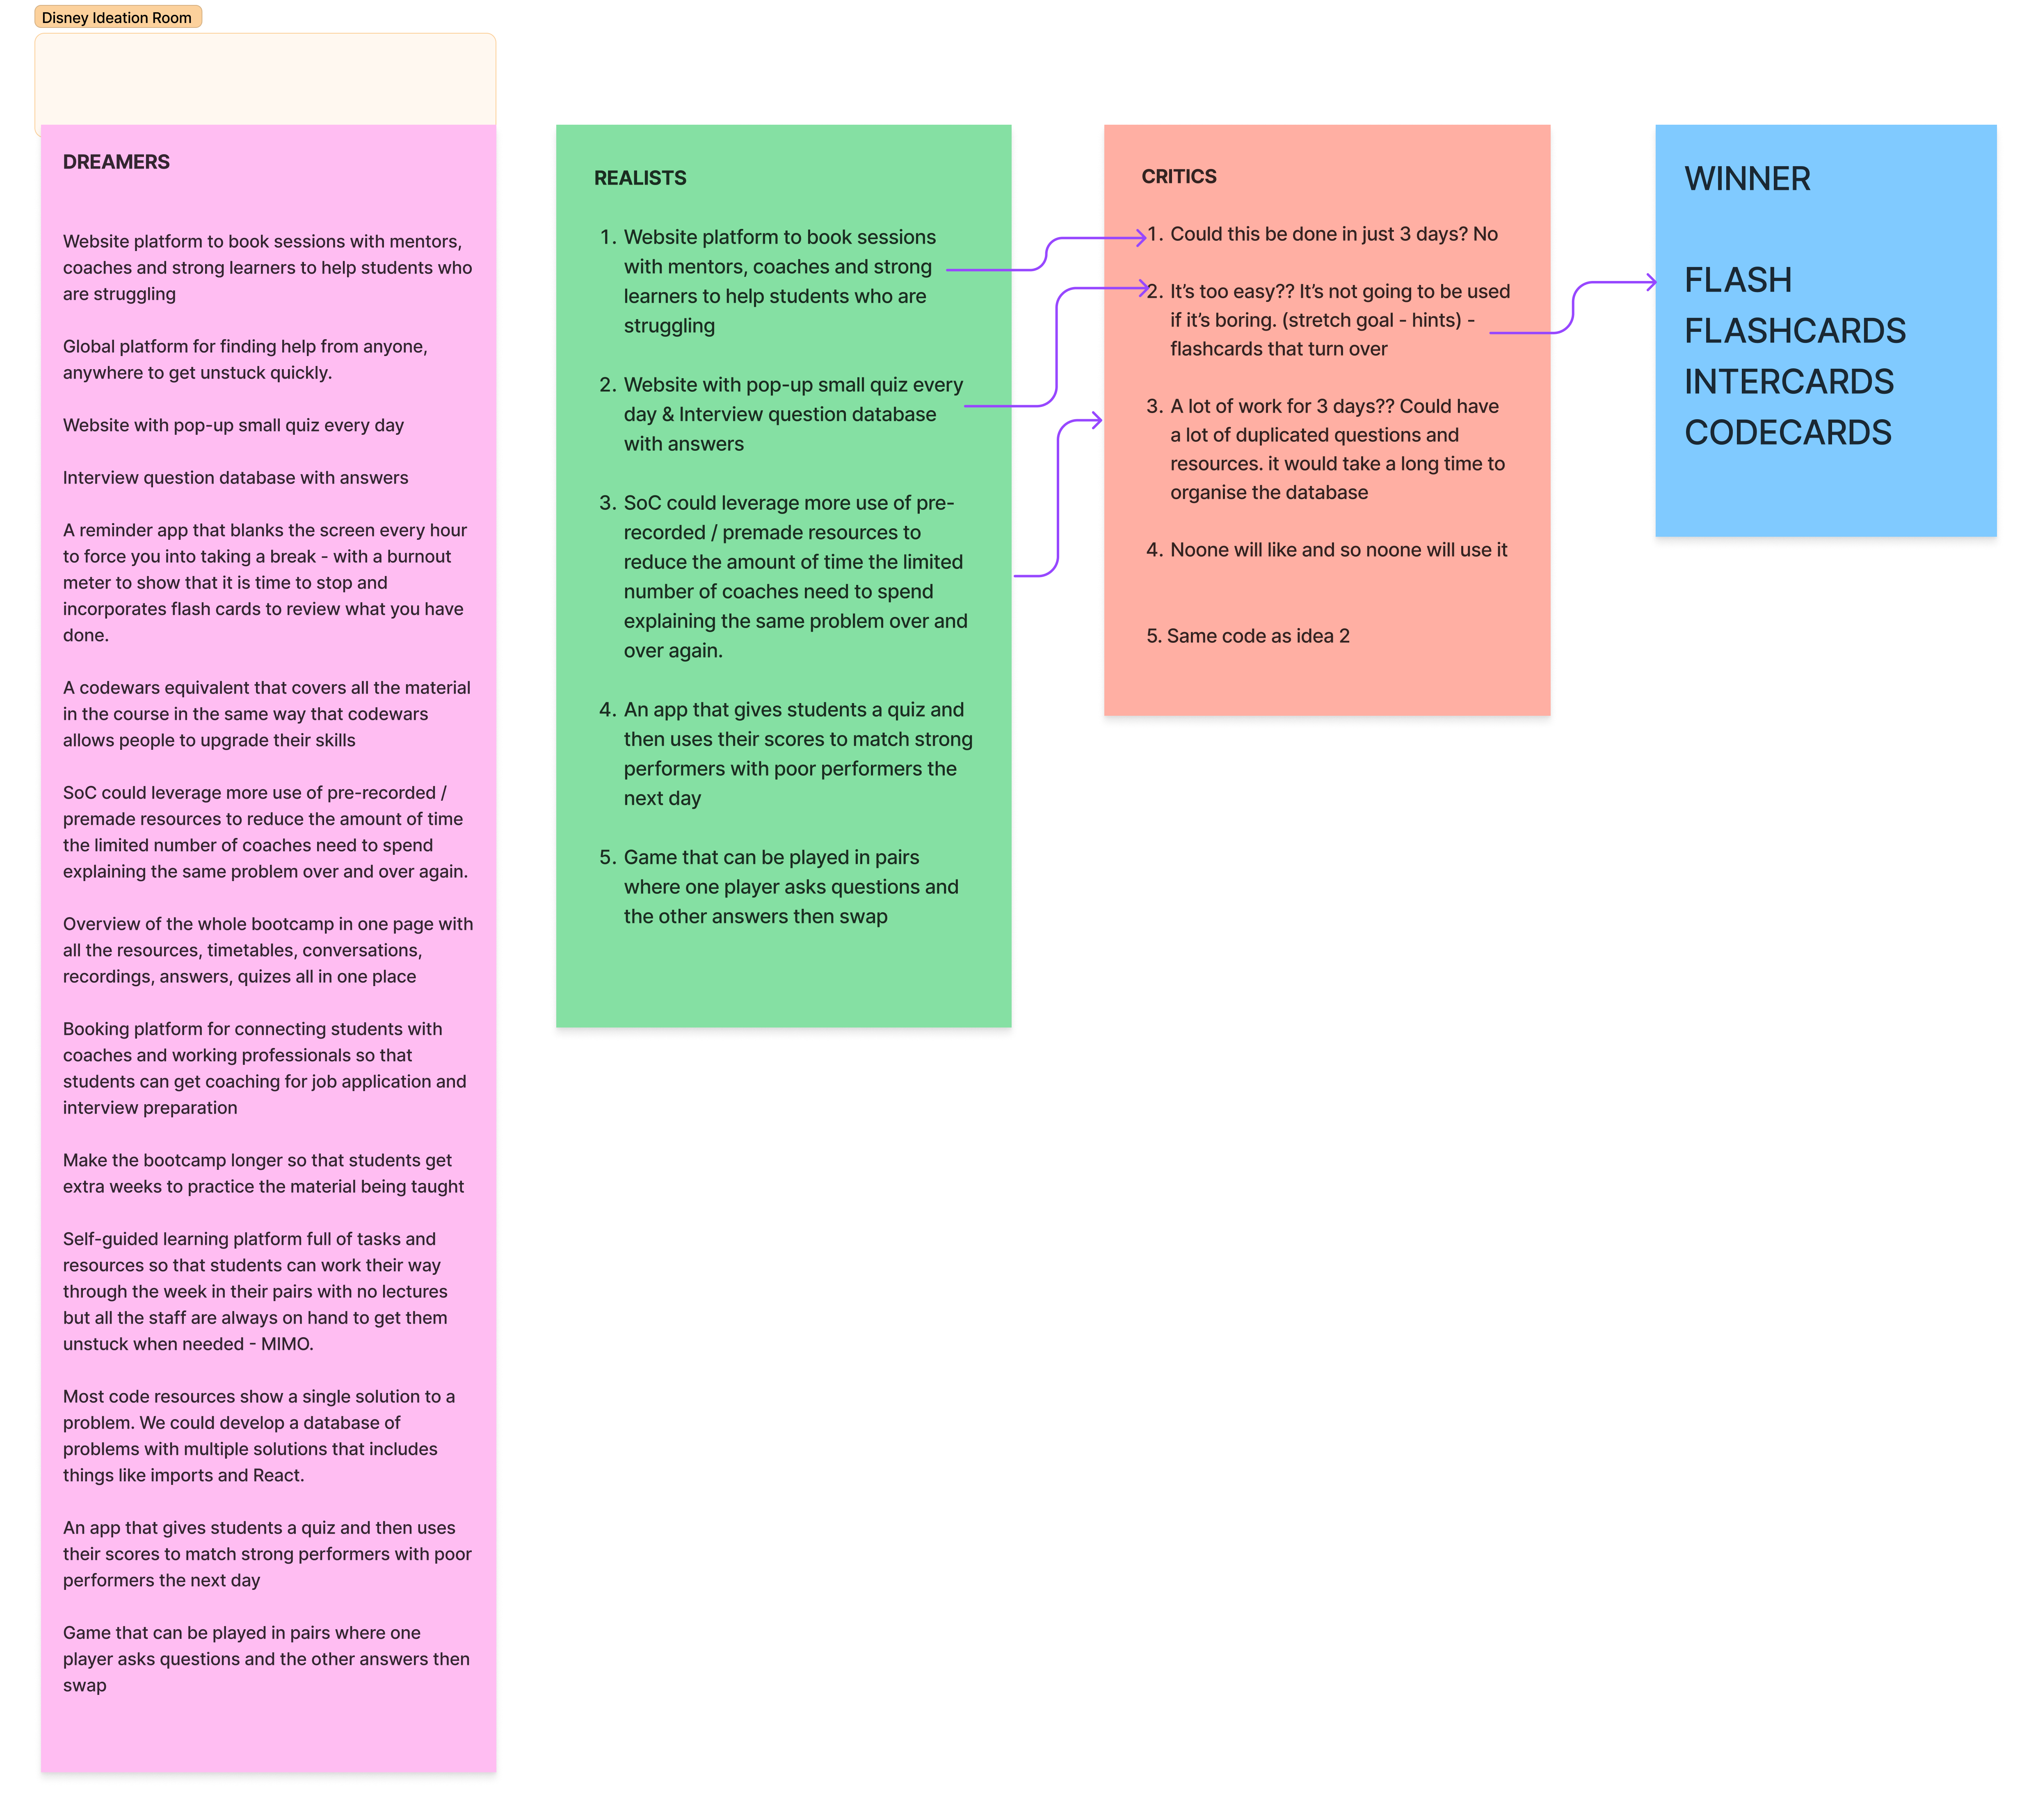 Disney Ideation Room
DREAMERS
Website platform to book sessions with mentors,
coaches and strong learners to help students who
are struggling
Global platform for finding help from anyone,
anywhere to get unstuck quickly.
Website with pop-up small quiz every day
Interview question database with answers
A reminder app that blanks the screen every hour
to force you into taking a break - with a burnout
meter to show that it is time to stop and
incorporates flash cards to review what you have
done.
A codewars equivalent that covers all the material
in the course in the same way that codewars
allows people to upgrade their skills
SoC could leverage more use of pre-recorded /
premade resources to reduce the amount of time
the limited number of coaches need to spend
explaining the same problem over and over again.
Overview of the whole bootcamp in one page with
all the resources, timetables, conversations,
recordings, answers, quizes all in one place
Booking platform for connecting students with
coaches and working professionals so that
students can get coaching for job application and
interview preparation
Make the bootcamp longer so that students get
extra weeks to practice the material being taught
Self-guided learning platform full of tasks and
resources so that students can work their way
through the week in their pairs with no lectures
but all the staff are always on hand to get them
unstuck when needed - MIMO.
Most code resources show a single solution to a
problem. We could develop a database of
problems with multiple solutions that includes
things like imports and React.
An app that gives students a quiz and then uses
their scores to match strong performers with poor
performers the next day
Game that can be played in pairs where one
player asks questions and the other answers then
swap
REALISTS
1. Website platform to book sessions
with mentors, coaches and strong
learners to help students who are
struggling
2. Website with pop-up small quiz every
day & Interview question database
with answers
3. SoC could leverage more use of pre-
recorded / premade resources to
reduce the amount of time the limited
number of coaches need to spend
explaining the same problem over and
over again.
4. An app that gives students a quiz and
then uses their scores to match strong
performers with poor performers the
next day
5. Game that can be played in pairs
where one player asks questions and
the other answers then swap
CRITICS
1. Could this be done in just 3 days? No
2. It's too easy?? It's not going to be used
if it's boring. (stretch goal - hints) -
flashcards that turn over
3. A lot of work for 3 days?? Could have
a lot of duplicated questions and
resources. it would take a long time to
organise the database
4. Noone will like and so noone will use it
5. Same code as idea 2
WINNER
FLASH
FLASHCARDS
INTERCARDS
CODECARDS